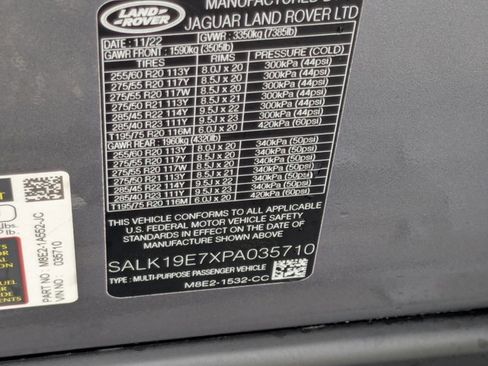 LAND ROVER
MANUFACTURED B
JAGUAR LAND ROVER LTD
DATE : 11/22 GVWR : 3350kg (7385lb)
GAWR FRONT : 1590kg (3505lb)
TIRES RIMS PRESSURE (COLD)
255/60 R20 113Y 8.0J x 20 300kPa (44psi)
275/55 R20 117Y 8.5J x 20 300kPa (44psi)
275/55 R20 117W 8.5J x 20 300kPa (44psi)
275/50 R21 113Y 8.5J x 21 300kPa (44psi)
285/45 R22 114Y 9.5J x 22 300kPa (44psi)
285/40 R23 111Y 9.5J x 23 300kPa (44psi)
T195/75 R20 116M 6.0J x 20 420kPa (60psi)
GAWR REAR: 1960kg (4320lb)
255/60 R20 113Y 8.0J x 20 340kPa (50psi)
275/55 R20 117Y 8.5J x 20 340kPa (50psi)
275/55 R20 117W 8.5J x 20 340kPa (50psi)
275/50 R21 113Y 8.5J x 21 340kPa (50psi)
285/45 R22 114Y 9.5J x 22 340kPa (50psi)
285/40 R23 111Y 9.5J x 23 340kPa (50psi)
T195/75 R20 116M 6.0J x 20 420kPa (60psi)
THIS VEHICLE CONFORMS TO ALL APPLICABLE
U.S. FEDERAL MOTOR VEHICLE SAFETY
STANDARDS IN EFFECT ON THE DATE OF
MANUFACTURE SHOWN ABOVE.
SALK19E7XPA035710
TYPE : MULTI-PURPOSE PASSENGER VEHICLE
M8E2-1532-CC
PART NO : M8E2-1A552-JC
VIN NO : 035710